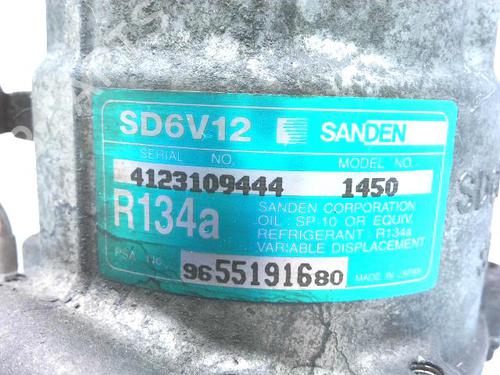 SD6V12 SANDEN
SERIAL NO. MODEL NO.
4123109444 1450
R134a
SANDEN CORPORATION
OIL: SP-10 OR EQUIV.
REFRIGERANT: R134a
VARIABLE DISPLACEMENT
PSA No. 9655191680 MADE IN JAPAN